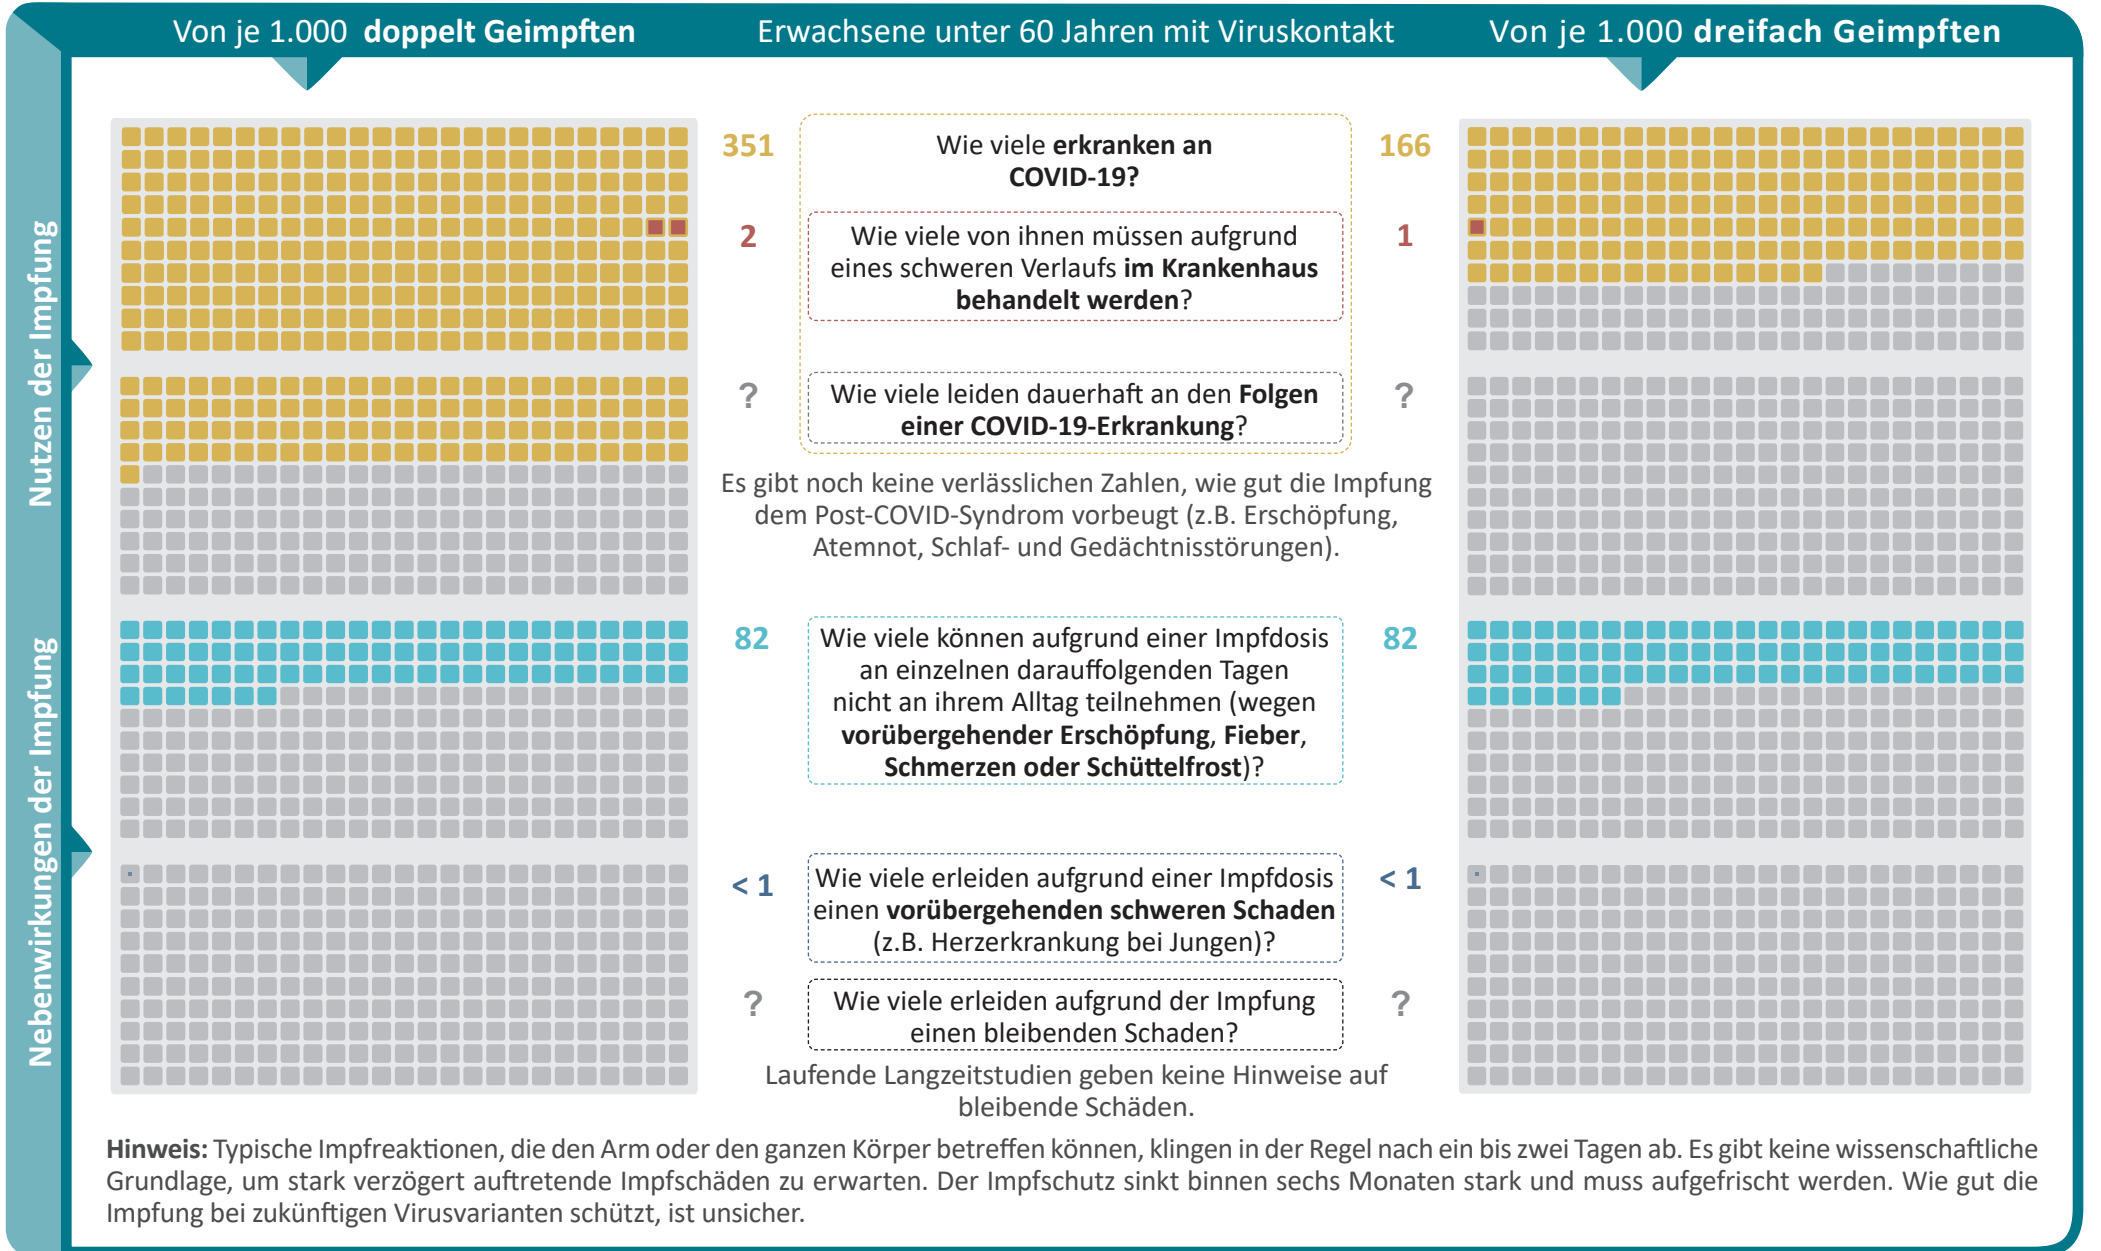 Von je 1.000 doppelt Geimpften
Erwachsene unter 60 Jahren mit Viruskontakt
Von je 1.000 dreifach Geimpften
Nutzen der Impfung
351
Wie viele erkranken an
COVID-19?
166
2
Wie viele von ihnen müssen aufgrund
eines schweren Verlaufs im Krankenhaus
behandelt werden?
1
?
Wie viele leiden dauerhaft an den Folgen
einer COVID-19-Erkrankung?
?
Es gibt noch keine verlässlichen Zahlen, wie gut die Impfung
dem Post-COVID-Syndrom vorbeugt (z.B. Erschöpfung,
Atemnot, Schlaf- und Gedächtnisstörungen).
Nebenwirkungen der Impfung
82
Wie viele können aufgrund einer Impfdosis
an einzelnen darauffolgenden Tagen
nicht an ihrem Alltag teilnehmen (wegen
vorübergehender Erschöpfung, Fieber,
Schmerzen oder Schüttelfrost)?
82
< 1
Wie viele erleiden aufgrund einer Impfdosis
einen vorübergehenden schweren Schaden
(z.B. Herzerkrankung bei Jungen)?
< 1
?
Wie viele erleiden aufgrund der Impfung
einen bleibenden Schaden?
?
Laufende Langzeitstudien geben keine Hinweise auf
bleibende Schäden.
Hinweis: Typische Impfreaktionen, die den Arm oder den ganzen Körper betreffen können, klingen in der Regel nach ein bis zwei Tagen ab. Es gibt keine wissenschaftliche
Grundlage, um stark verzögert auftretende Impfschäden zu erwarten. Der Impfschutz sinkt binnen sechs Monaten stark und muss aufgefrischt werden. Wie gut die
Impfung bei zukünftigen Virusvarianten schützt, ist unsicher.